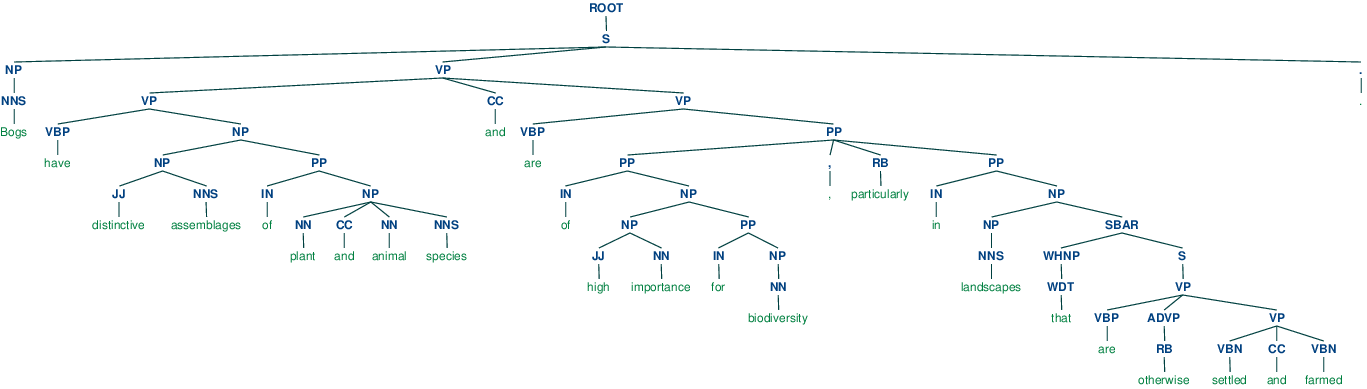 ROOT
S
NP VP .
NNS VP CC VP .
Bogs VBP NP and VBP PP
have NP PP are PP , RB PP
JJ NNS IN NP IN NP , particularly IN NP
distinctive assemblages of NN CC NN NNS of NP PP in NP SBAR
plant and animal species JJ NN IN NP NNS WHNP S
high importance for NN landscapes WDT VP
biodiversity that VBP ADVP VP
are RB VBN CC VBN
otherwise settled and farmed